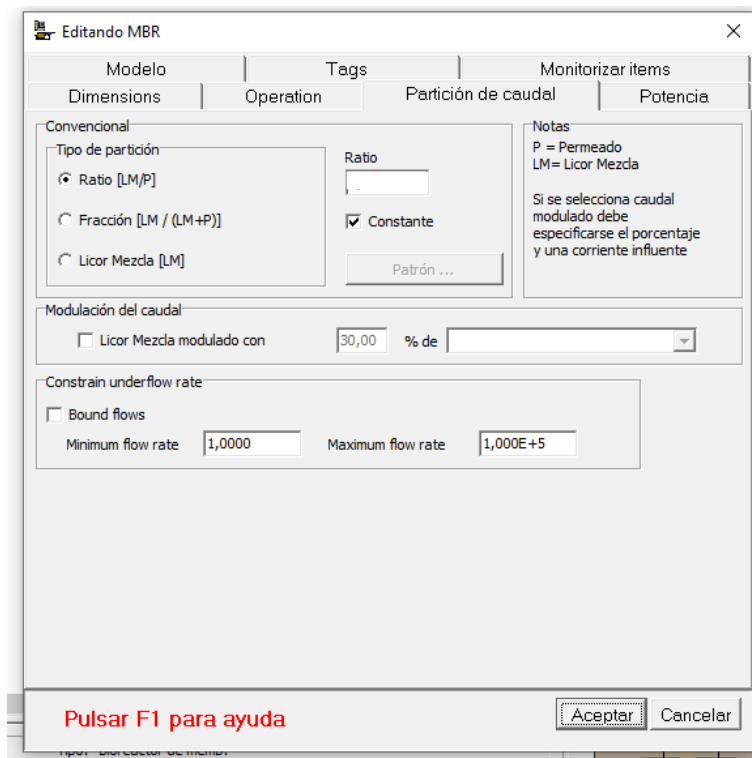 Editando MBR
Modelo Tags Monitorizar items
Dimensions Operation Partición de caudal Potencia
Convencional
Tipo de partición
Ratio [LM/P]
Fracción [LM / (LM+P)]
Licor Mezcla [LM]
Ratio
Constante
Patrón ...
Notas
P = Permeado
LM= Licor Mezcla
Si se selecciona caudal
modulado debe
especificarse el porcentaje
y una corriente influente
Modulación del caudal
Licor Mezcla modulado con 30,00 % de
Constrain underflow rate
Bound flows
Minimum flow rate 1,0000 Maximum flow rate 1,000E+5
Pulsar F1 para ayuda
Aceptar Cancelar